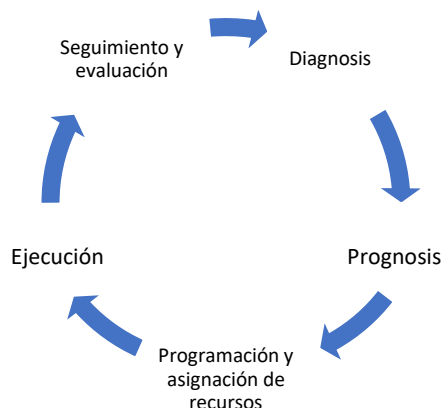 Seguimiento y
evaluación
Diagnosis
Ejecución
Prognosis
Programación y
asignación de
recursos